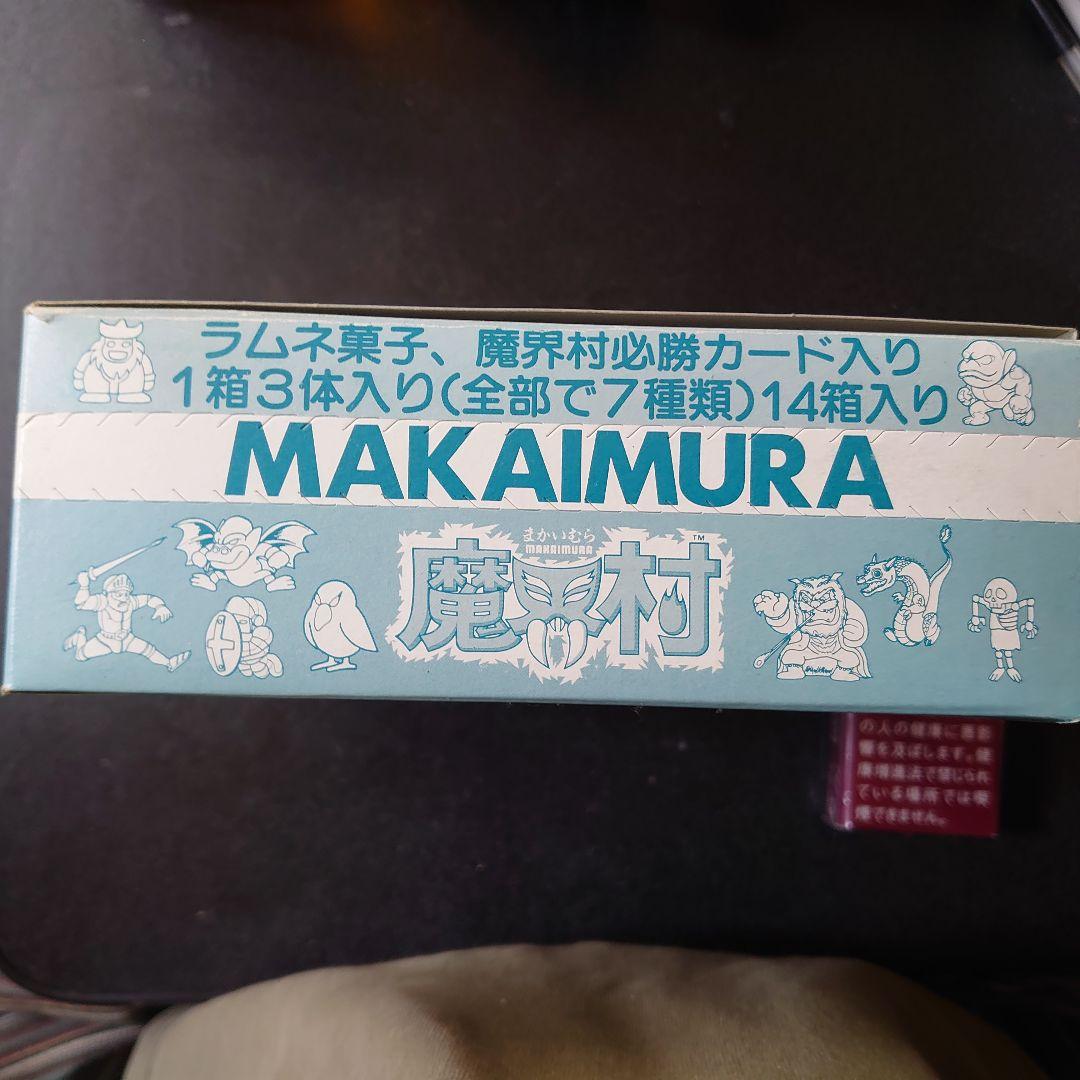 ラムネ菓子、魔界村必勝カード入り
1箱3体入り(全部で7種類)14箱入り
MAKAIMURA
まかいむら
MAKAIMURA
魔界村™
の人の健康に悪影
響を及ぼします。健
康増進法で禁じられ
ている場所では喫
煙できません。